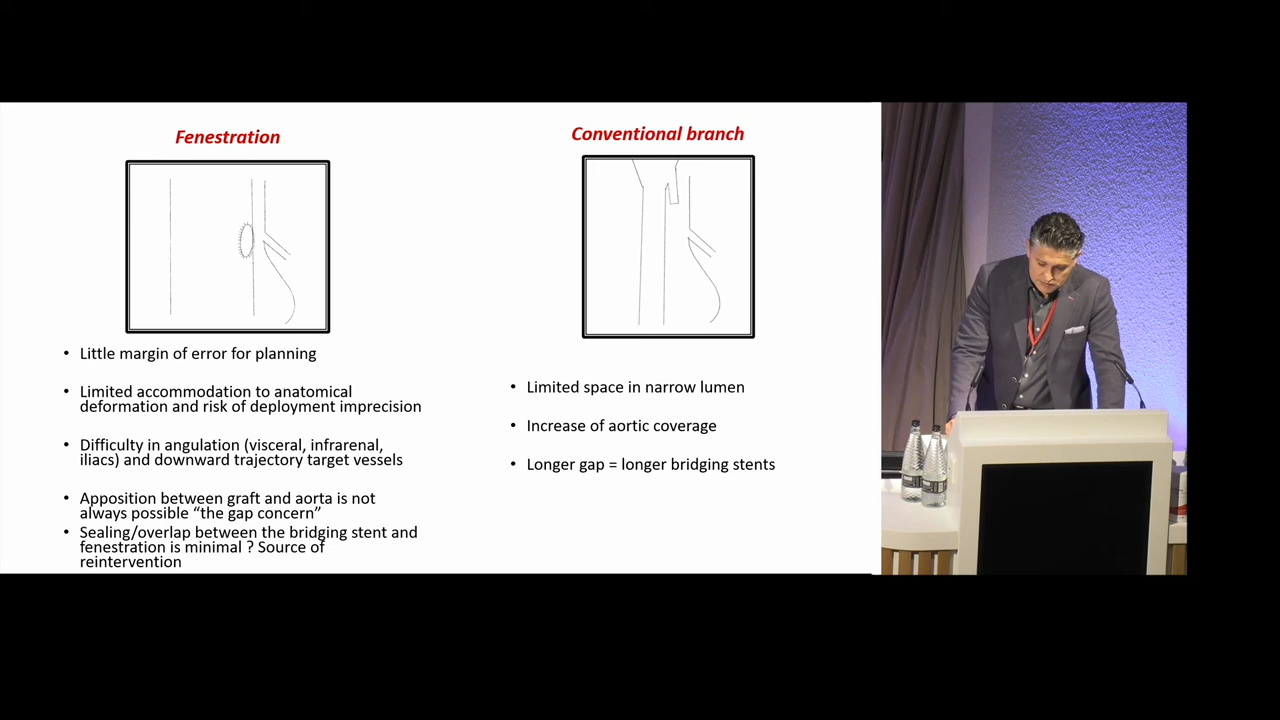 Fenestration
• Little margin of error for planning
• Limited accommodation to anatomical
deformation and risk of deployment imprecision
• Difficulty in angulation (visceral, infrarenal,
iliacs) and downward trajectory target vessels
• Apposition between graft and aorta is not
always possible “the gap concern”
• Sealing/overlap between the bridging stent and
fenestration is minimal ? Source of
reintervention
Conventional branch
• Limited space in narrow lumen
• Increase of aortic coverage
• Longer gap = longer bridging stents